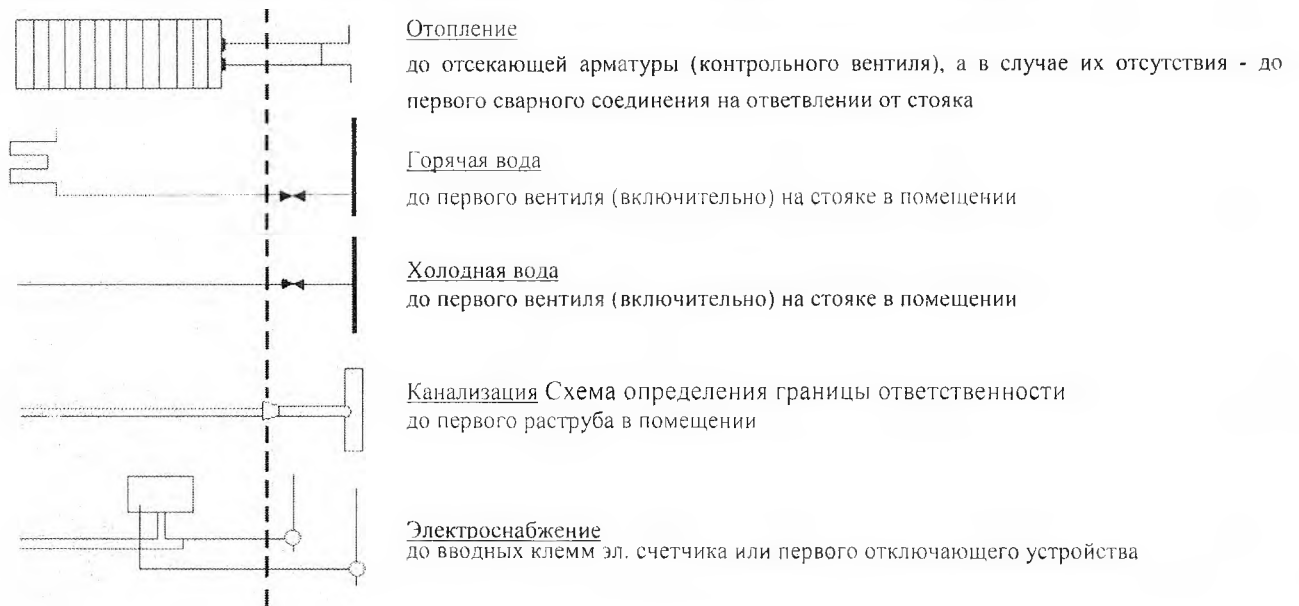 Отопление
до отсекающей арматуры (контрольного вентиля), а в случае их отсутствия - до
первого сварного соединения на ответвлении от стояка
Горячая вода
до первого вентиля (включительно) на стояке в помещении
Холодная вода
до первого вентиля (включительно) на стояке в помещении
Канализация Схема определения границы ответственности
до первого раструба в помещении
Электроснабжение
до вводных клемм эл. счетчика или первого отключающего устройства